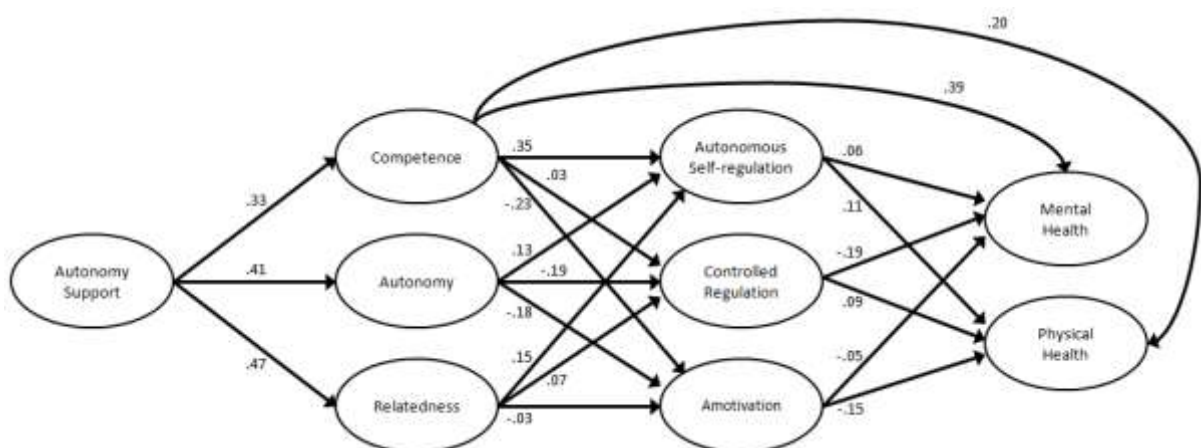 .20
.39
Competence
Autonomous
Self-regulation
.35
.03
-.23
.06
.11
Mental
Health
.33
.41
.47
Autonomy
Support
Autonomy
.13
-.19
-.18
Controlled
Regulation
-.19
.09
Physical
Health
Relatedness
.15
.07
-.03
Amotivation
-.05
-.15